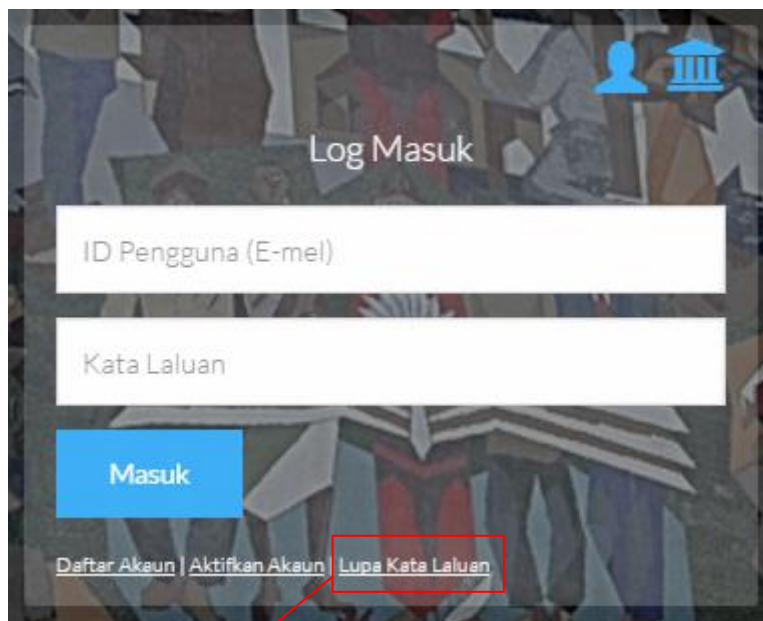 Log Masuk
ID Pengguna (E-mel)
Kata Laluan
Masuk
Daftar Akaun | Aktifkan Akaun | Lupa Kata Laluan